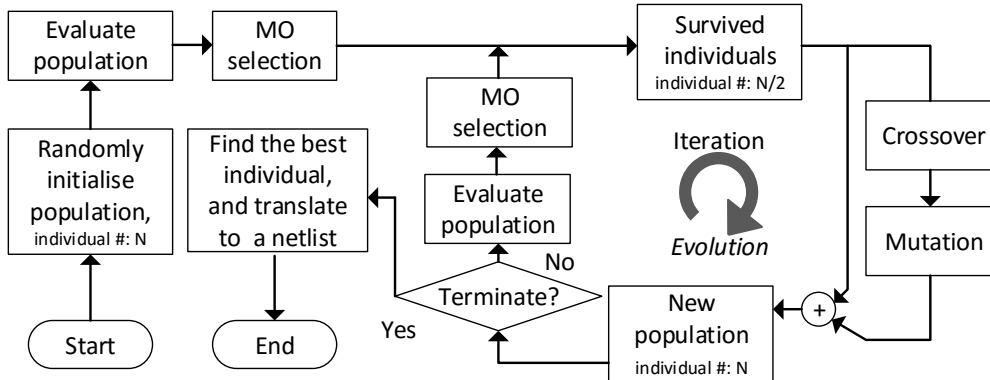 Evaluate
population
MO
selection
Survived
individuals
individual #: N/2
MO
selection
Randomly
initialise
population,
individual #: N
Find the best
individual,
and translate
to a netlist
Evaluate
population
Iteration
Evolution
Crossover
Mutation
No
Terminate?
Yes
New
population
individual #: N
+
Start
End